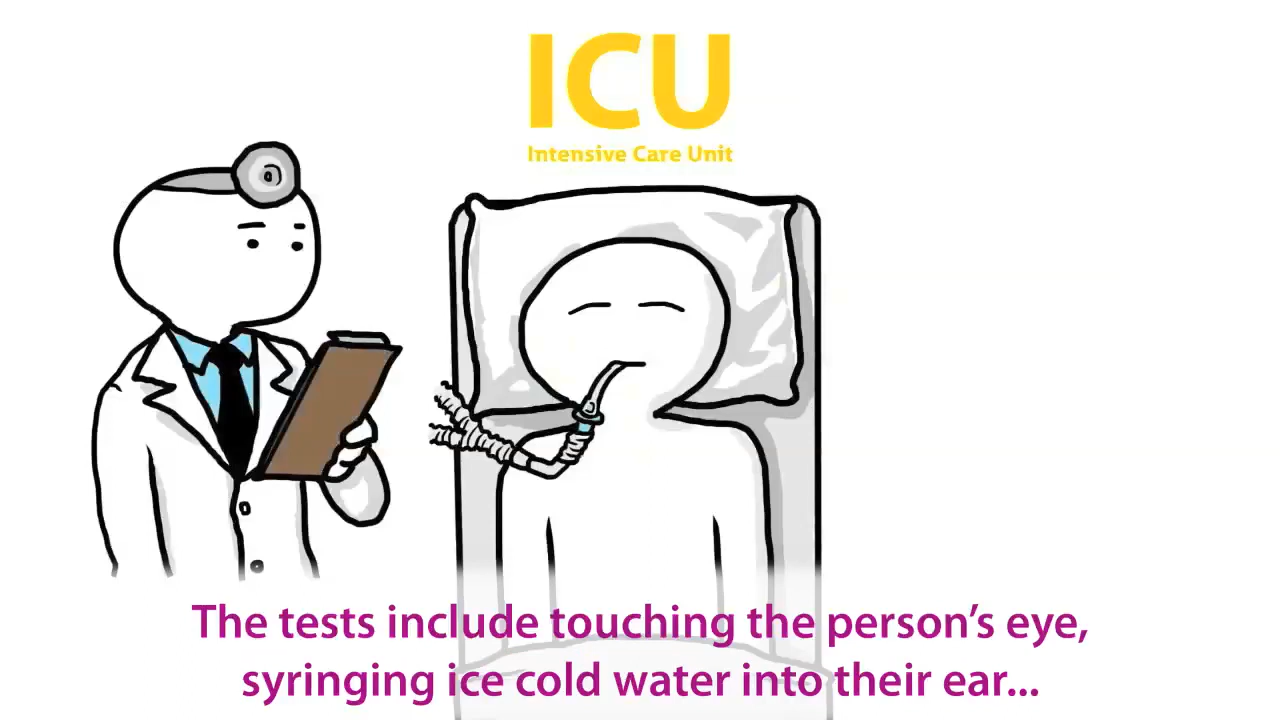 ICU
Intensive Care Unit
The tests include touching the person’s eye,
syringing ice cold water into their ear...